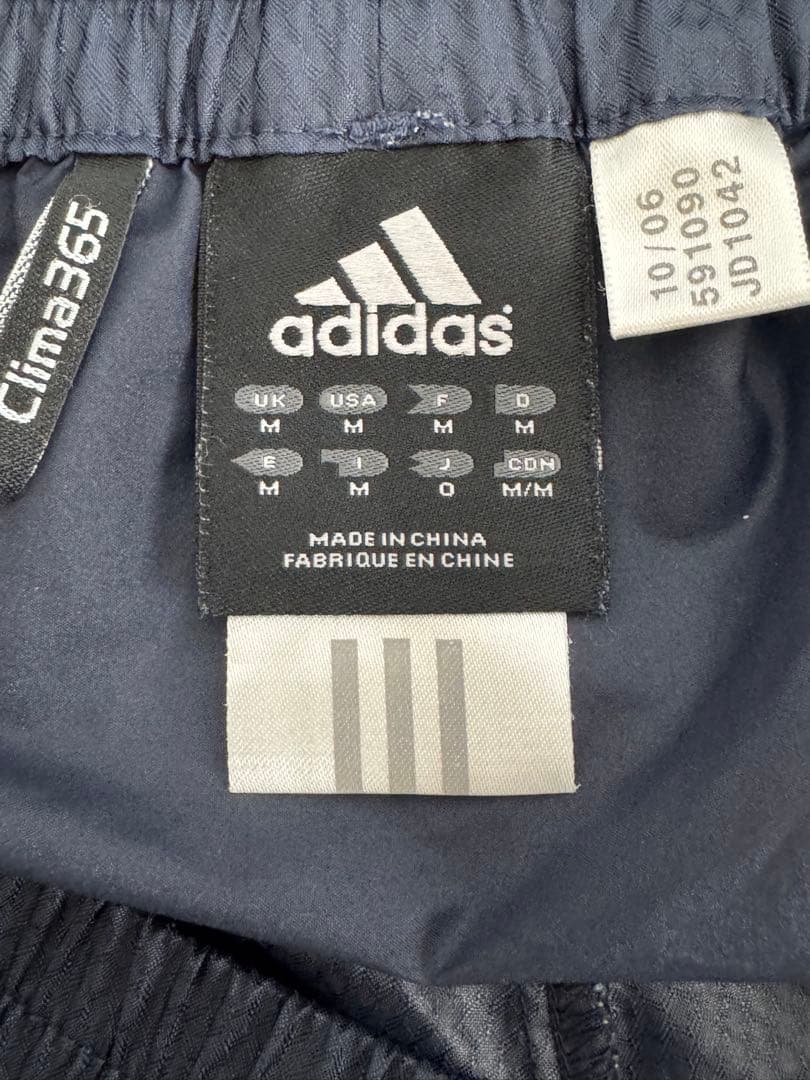 Clima365
adidas
UK USA F D
M M M M
E I J CDN
M M O M/M
MADE IN CHINA
FABRIQUE EN CHINE
10/06
591090
JD1042